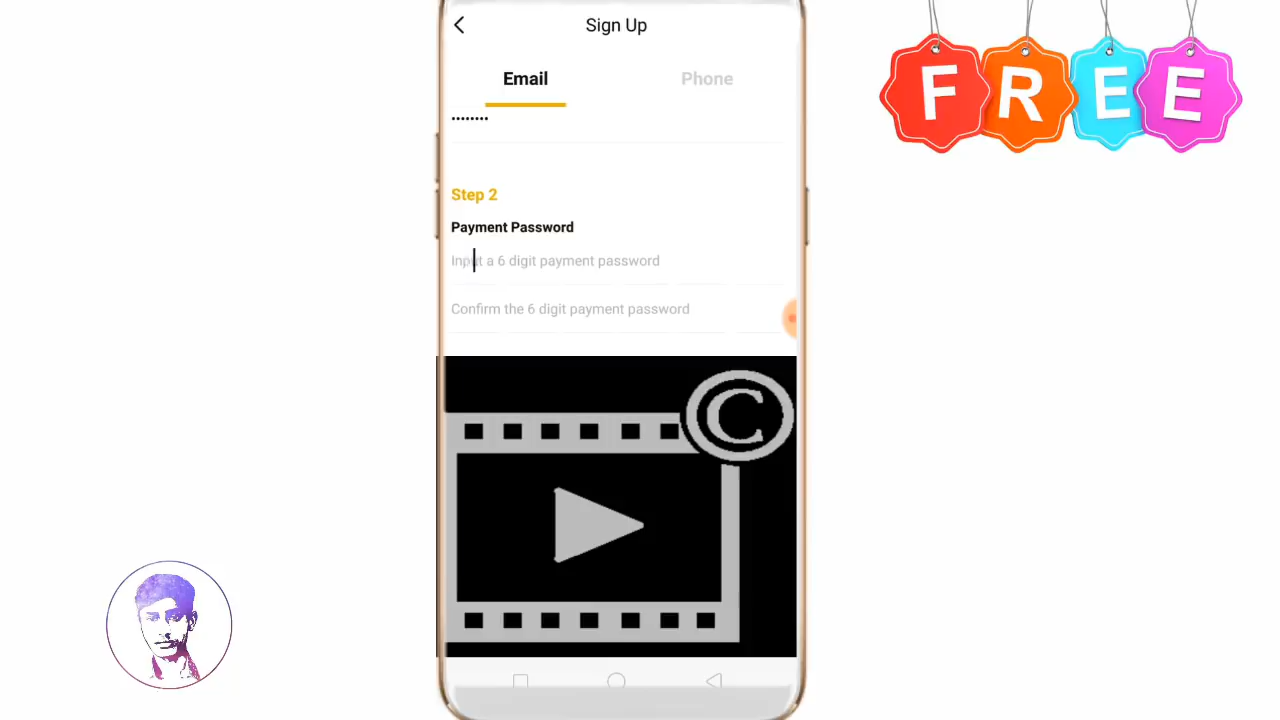 Sign Up
FREE
Email
Phone
••••••••
Step 2
Payment Password
Input a 6 digit payment password
Confirm the 6 digit payment password
©